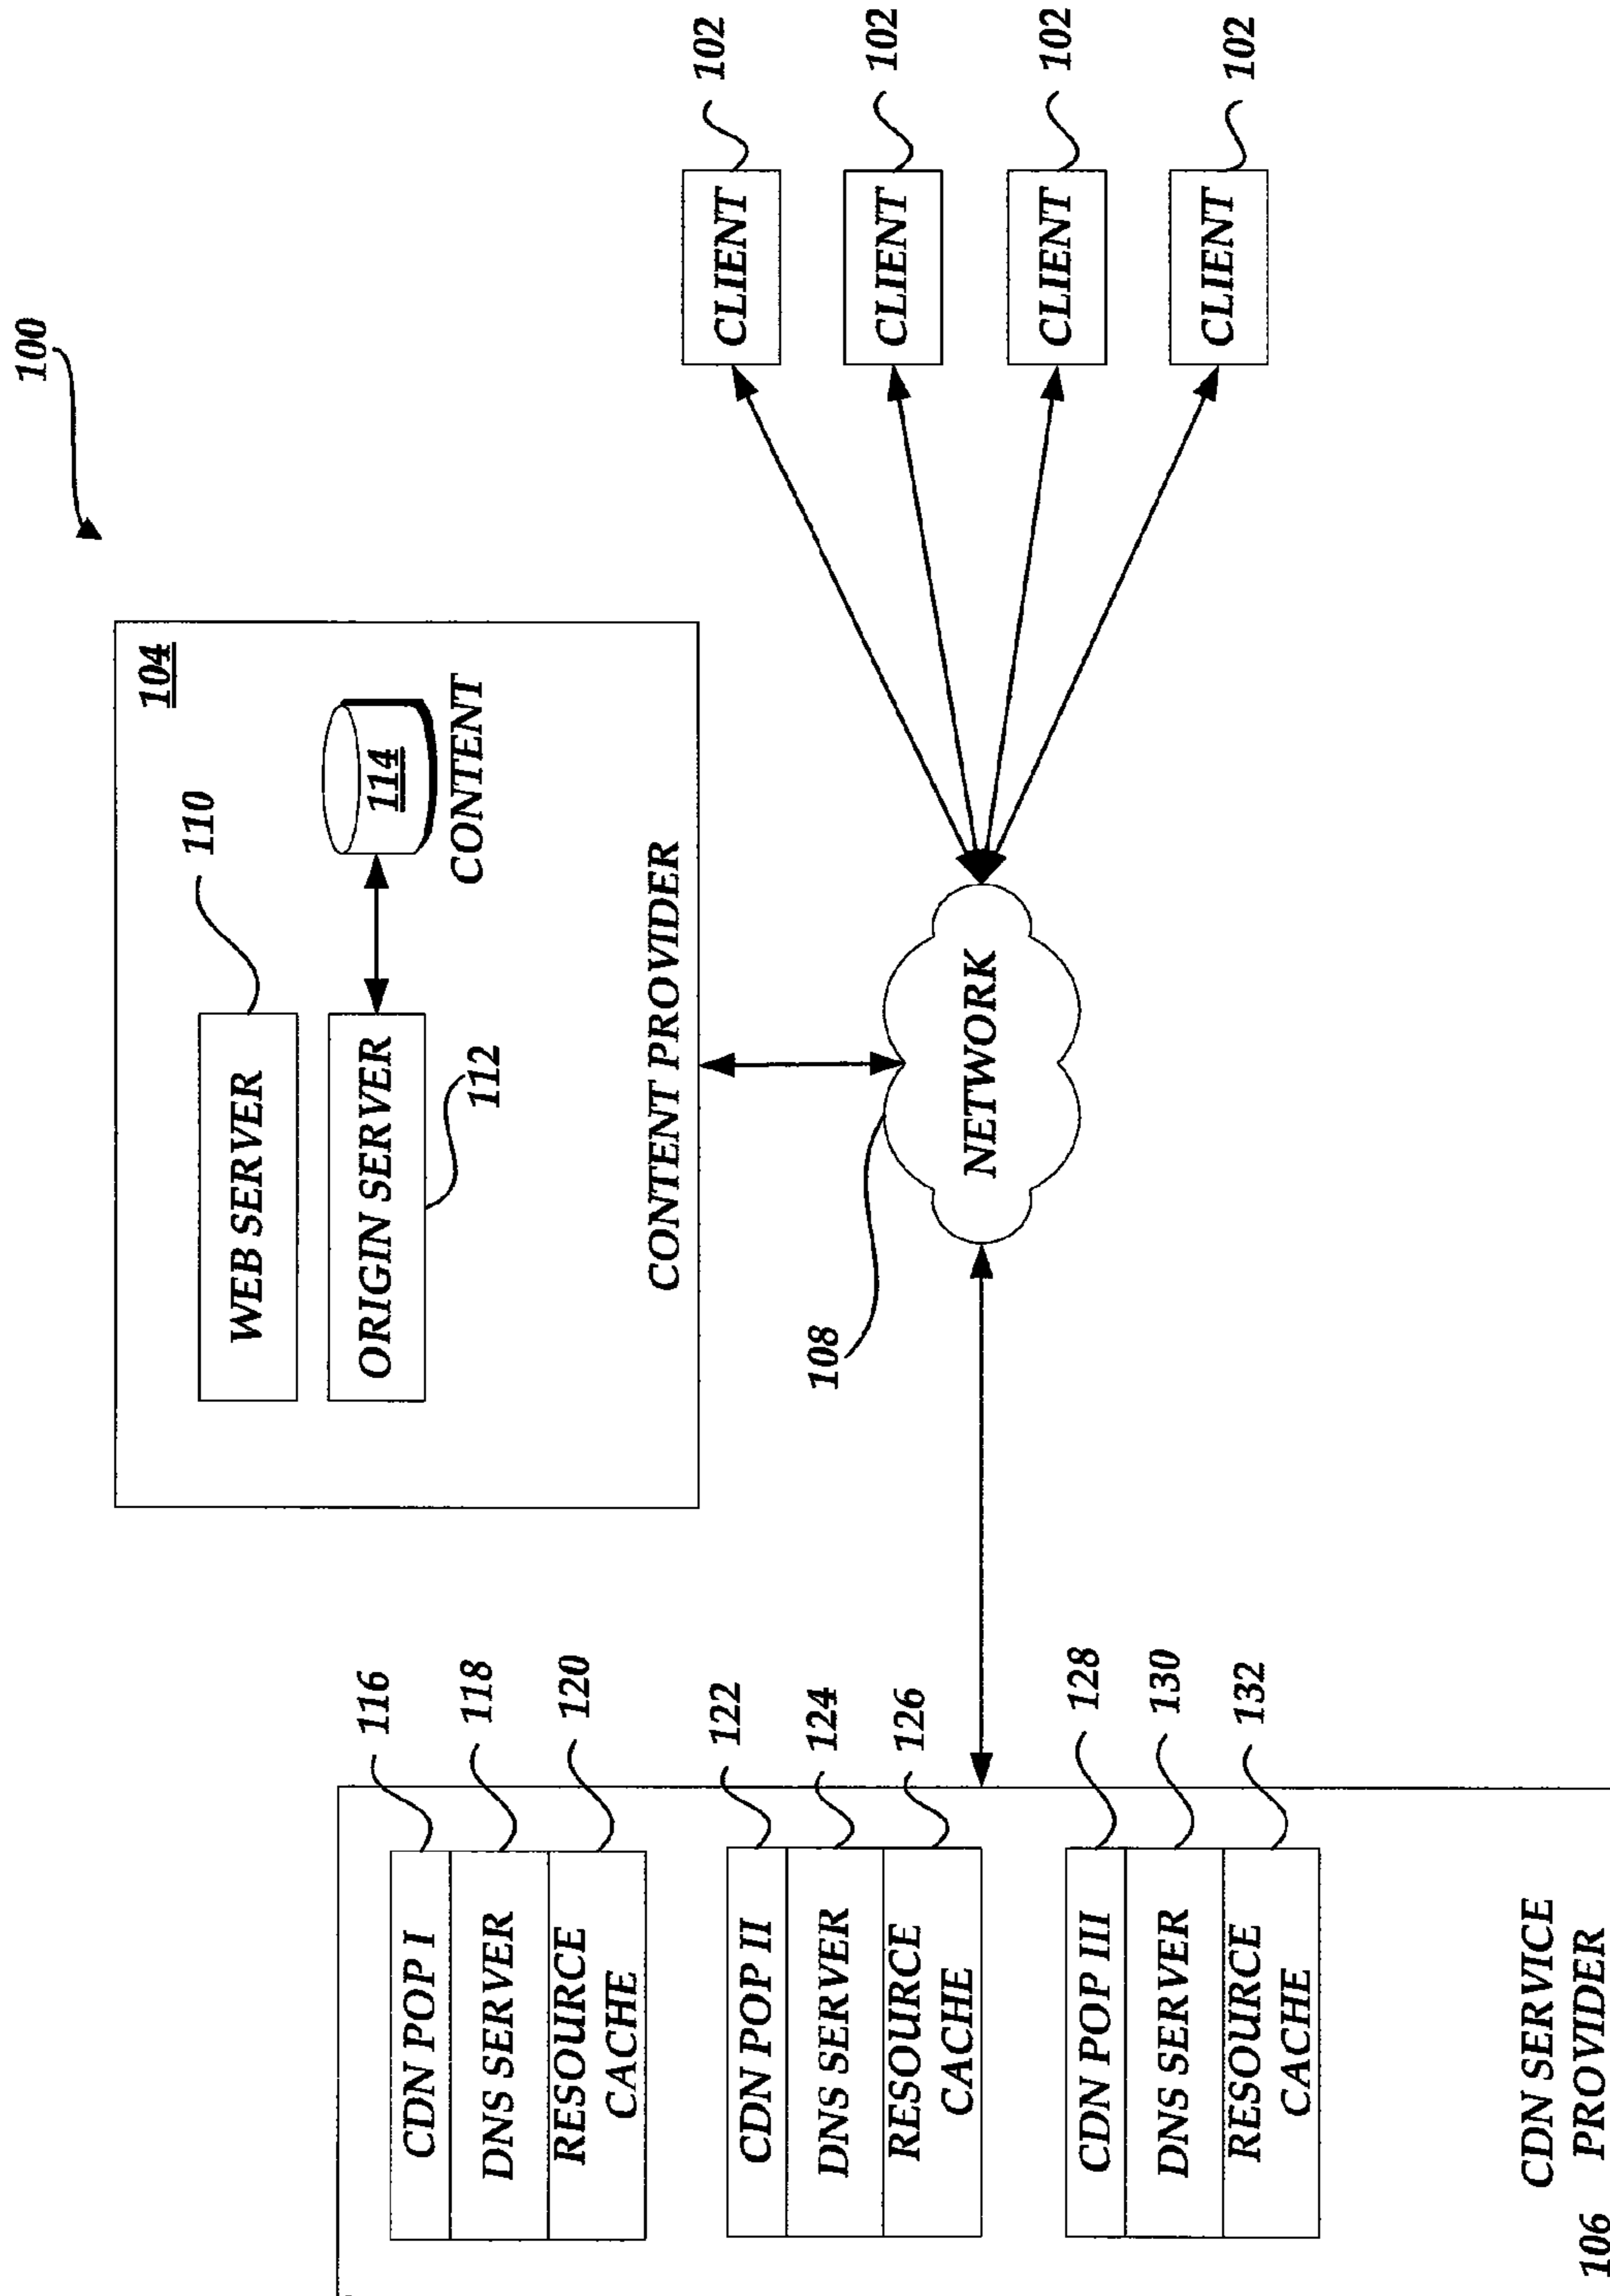 100
104
WEB SERVER
110
ORIGIN SERVER
112
114
CONTENT
CONTENT PROVIDER
116
CDN POP I
118
DNS SERVER
120
RESOURCE
CACHE
122
CDN POP II
124
DNS SERVER
126
RESOURCE
CACHE
128
CDN POP III
130
DNS SERVER
132
RESOURCE
CACHE
CDN SERVICE
PROVIDER
106
108
NETWORK
CLIENT
102
CLIENT
102
CLIENT
102
CLIENT
102